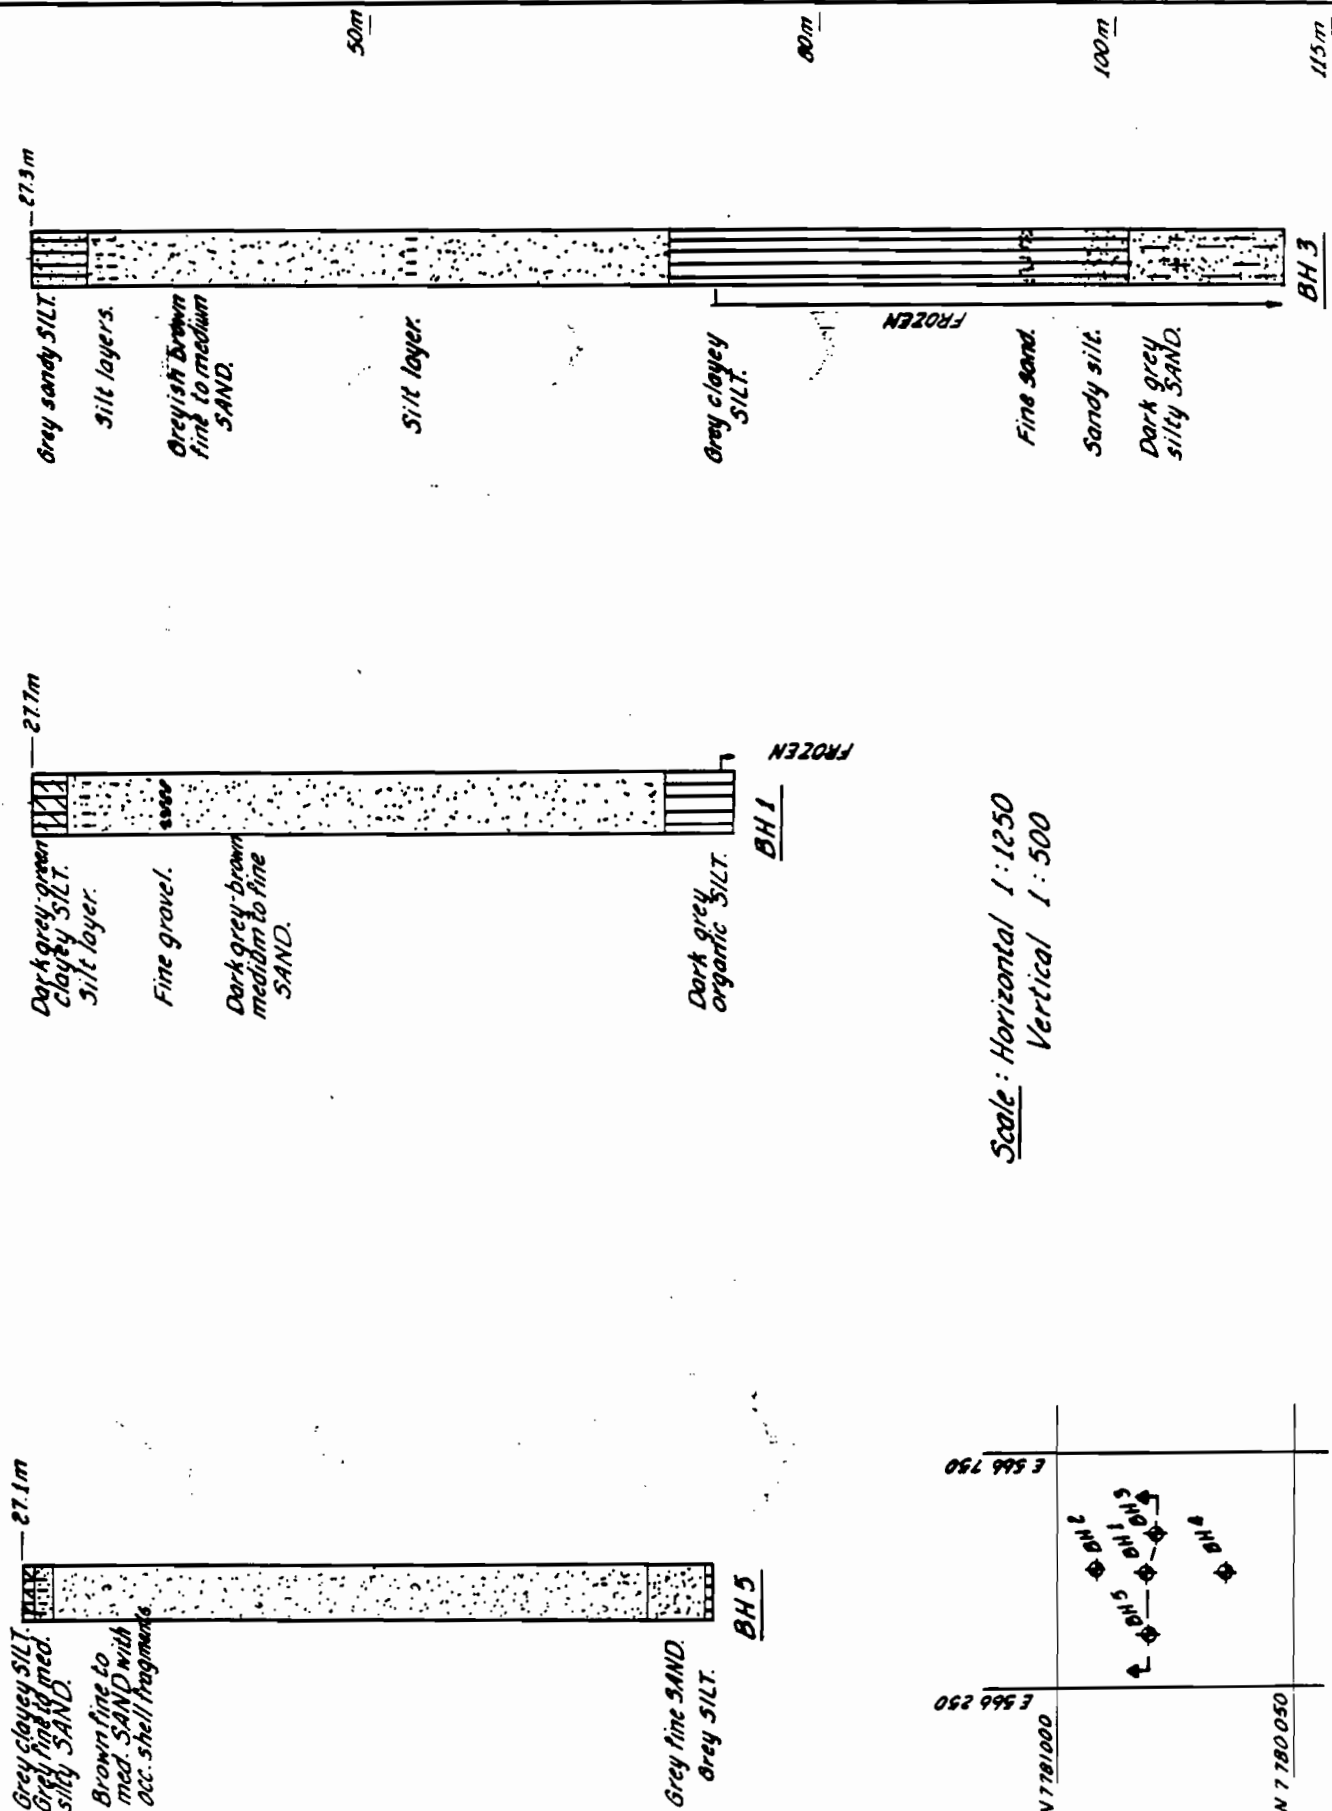 50m
80m
100m
115m
27.3m
Grey sandy SILT.
Silt layers.
Greyish brown
fine to medium
SAND.
Silt layer.
Grey clayey
SILT.
FROZEN
Fine sand.
Sandy silt.
Dark grey
silty SAND.
BH 3
27.7m
Dark grey-green
clayey SILT.
Silt layer.
Fine gravel.
Dark grey-brown
medium to fine
SAND.
Dark grey
organic SILT.
FROZEN
BH 1
27.1m
Grey clayey SILT.
Grey fine to med.
silty SAND.
Brown fine to
med. SAND with
occ. shell fragments.
Grey fine SAND.
Grey SILT.
BH 5
Scale: Horizontal 1:1250
Vertical 1:500
E 566 750
E 566 250
N 7781000
N 7 780 050
BH 2
BH 1
BH 3
BH 5
BH 4